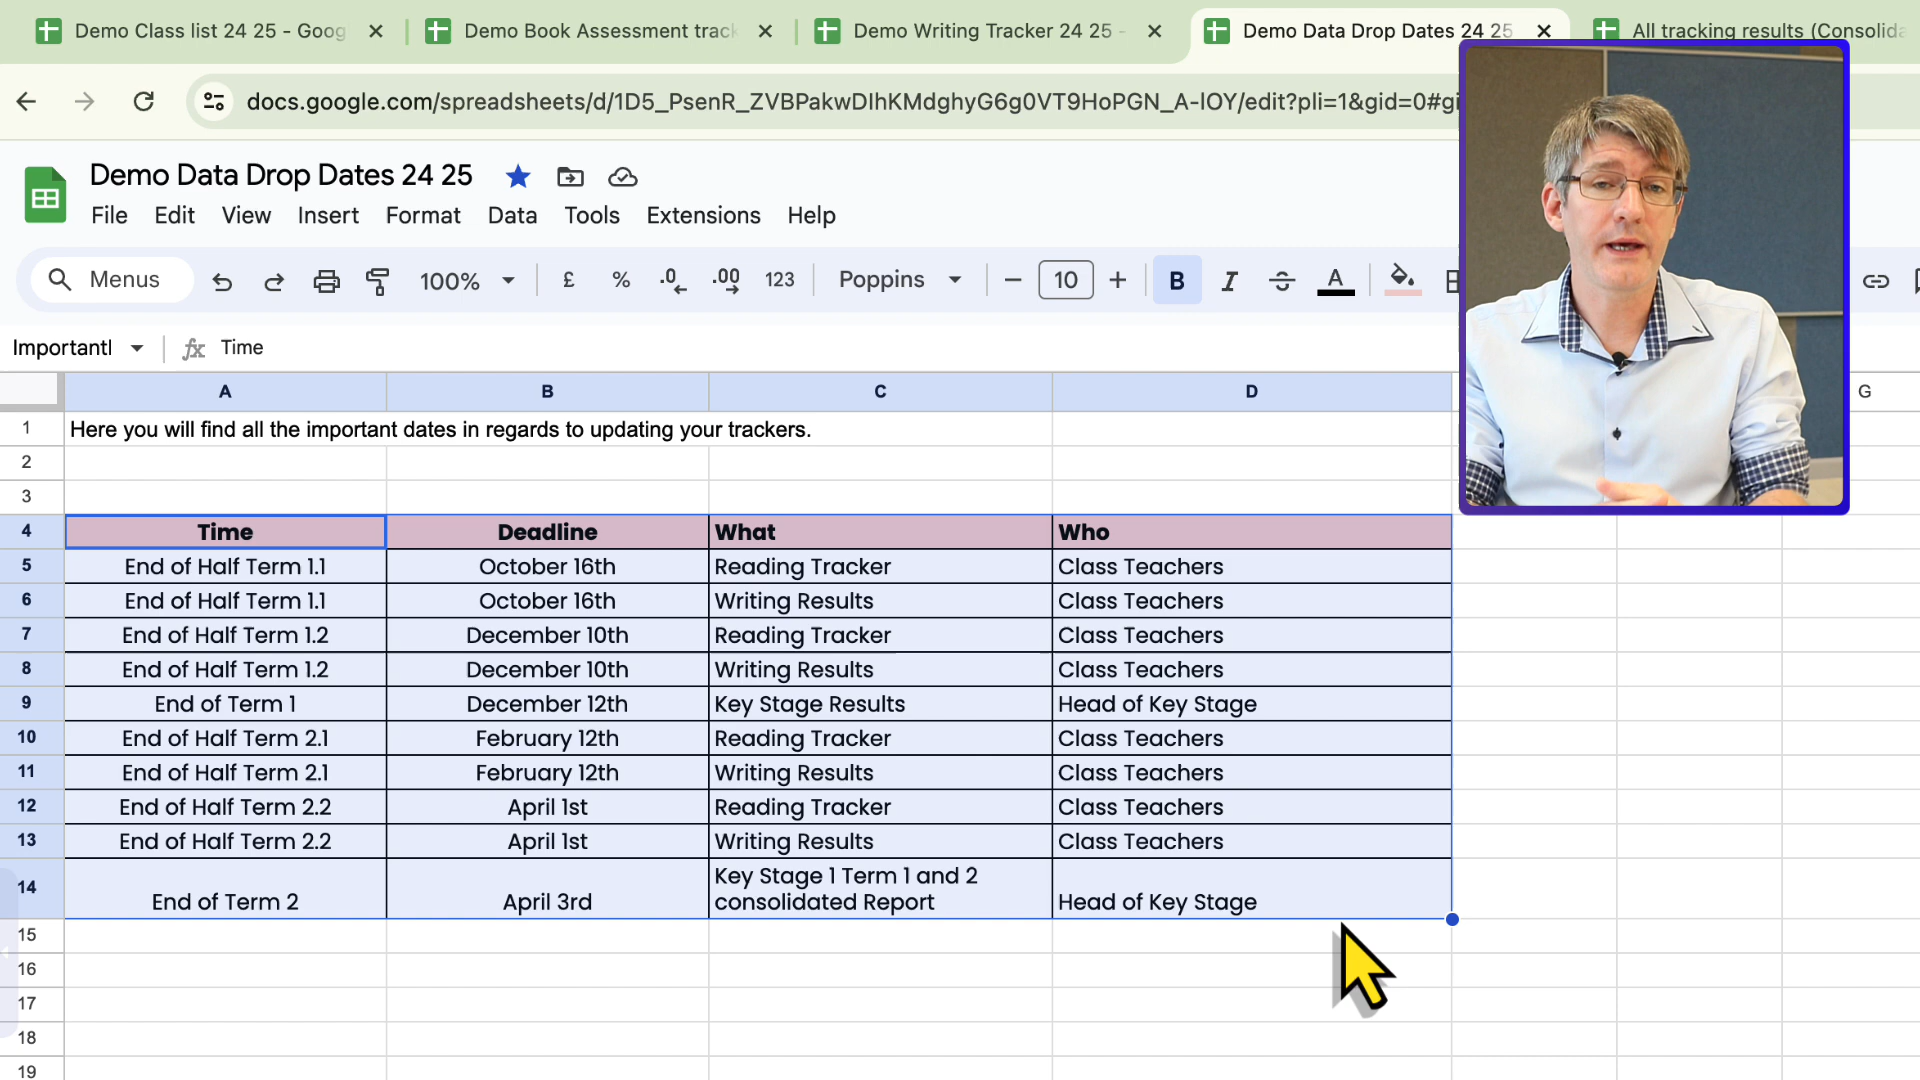 Demo Class list 24 25 - Goog
Demo Book Assessment track
Demo Writing Tracker 24 25 -
Demo Data Drop Dates 24 25
All tracking results (Consolida
docs.google.com/spreadsheets/d/1D5_PsenR_ZVBPakwDIhKMdghyG6g0VT9HoPGN_A-IOY/edit?pli=1&gid=0#gi
Demo Data Drop Dates 24 25
File Edit View Insert Format Data Tools Extensions Help
Menus 100% £ % .0 .00 123 Poppins 10 B I S A
Importantl fx Time
A B C D G
1 Here you will find all the important dates in regards to updating your trackers.
2
3
4 Time Deadline What Who
5 End of Half Term 1.1 October 16th Reading Tracker Class Teachers
6 End of Half Term 1.1 October 16th Writing Results Class Teachers
7 End of Half Term 1.2 December 10th Reading Tracker Class Teachers
8 End of Half Term 1.2 December 10th Writing Results Class Teachers
9 End of Term 1 December 12th Key Stage Results Head of Key Stage
10 End of Half Term 2.1 February 12th Reading Tracker Class Teachers
11 End of Half Term 2.1 February 12th Writing Results Class Teachers
12 End of Half Term 2.2 April 1st Reading Tracker Class Teachers
13 End of Half Term 2.2 April 1st Writing Results Class Teachers
14 End of Term 2 April 3rd Key Stage 1 Term 1 and 2 Head of Key Stage
consolidated Report
15
16
17
18
19